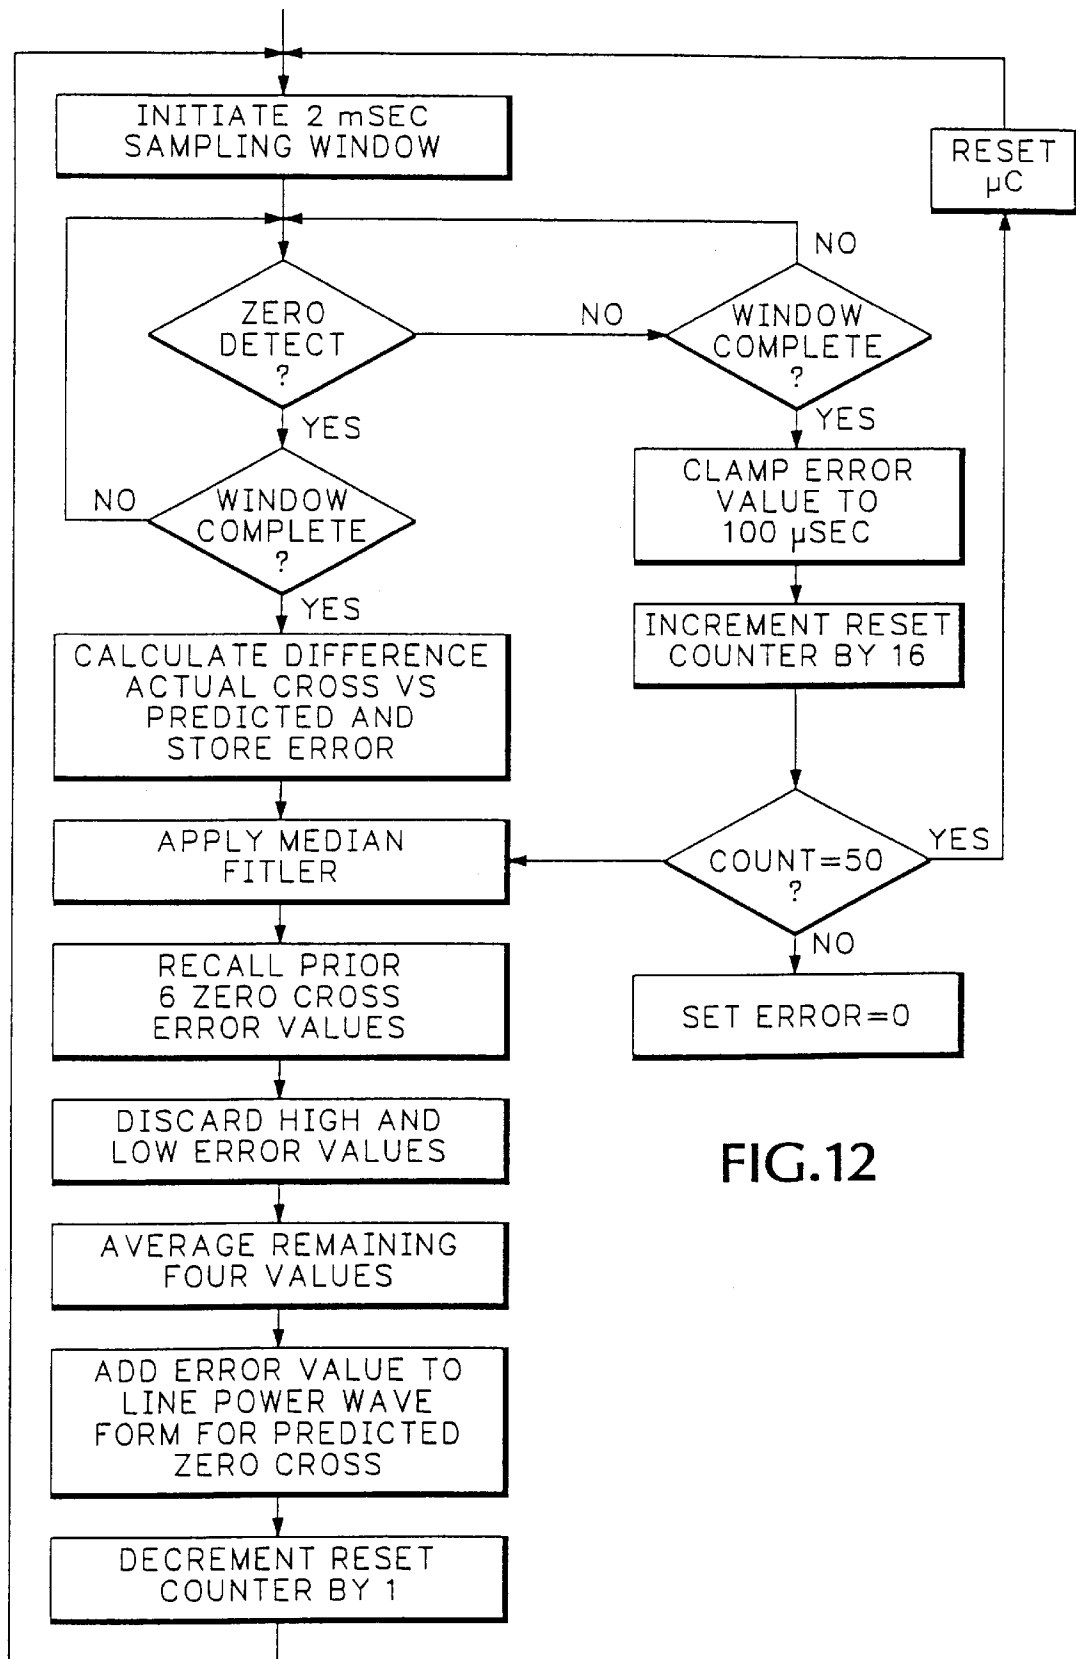 INITIATE 2 mSEC
SAMPLING WINDOW
RESET
µC
ZERO
DETECT
?
NO
WINDOW
COMPLETE
?
NO
YES
YES
WINDOW
COMPLETE
?
NO
YES
CLAMP ERROR
VALUE TO
100 µSEC
INCREMENT RESET
COUNTER BY 16
CALCULATE DIFFERENCE
ACTUAL CROSS VS
PREDICTED AND
STORE ERROR
COUNT=50
?
YES
NO
APPLY MEDIAN
FITLER
SET ERROR=0
RECALL PRIOR
6 ZERO CROSS
ERROR VALUES
DISCARD HIGH AND
LOW ERROR VALUES
FIG.12
AVERAGE REMAINING
FOUR VALUES
ADD ERROR VALUE TO
LINE POWER WAVE
FORM FOR PREDICTED
ZERO CROSS
DECREMENT RESET
COUNTER BY 1